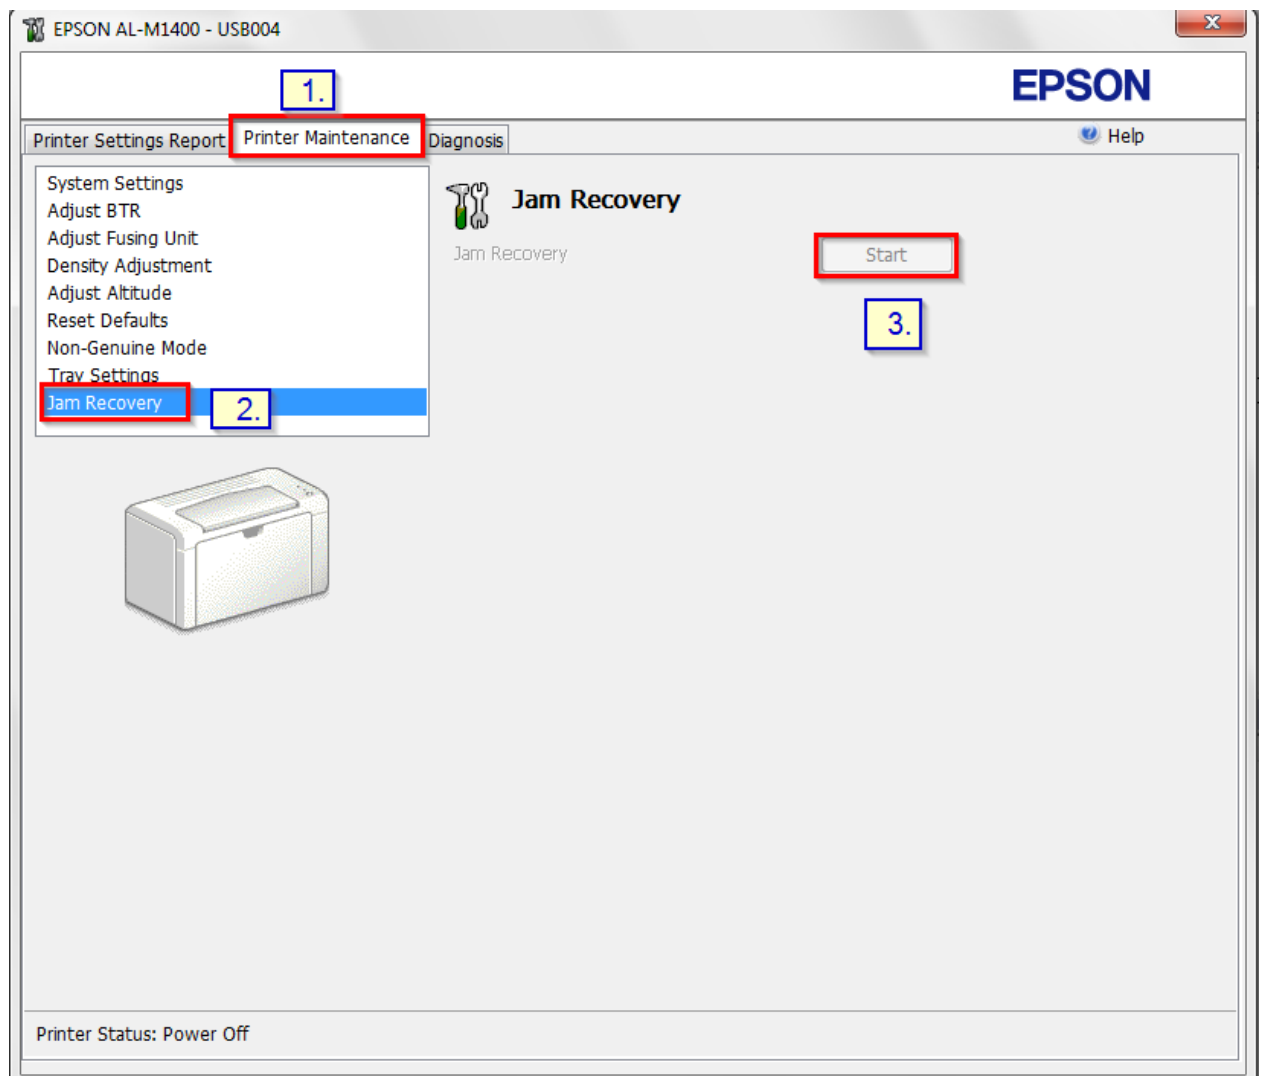 EPSON AL-M1400 - USB004
EPSON
1.
Printer Settings Report Printer Maintenance Diagnosis Help
System Settings
Adjust BTR
Adjust Fusing Unit
Density Adjustment
Adjust Altitude
Reset Defaults
Non-Genuine Mode
Tray Settings
Jam Recovery
2.
Jam Recovery
Jam Recovery Start
3.
Printer Status: Power Off